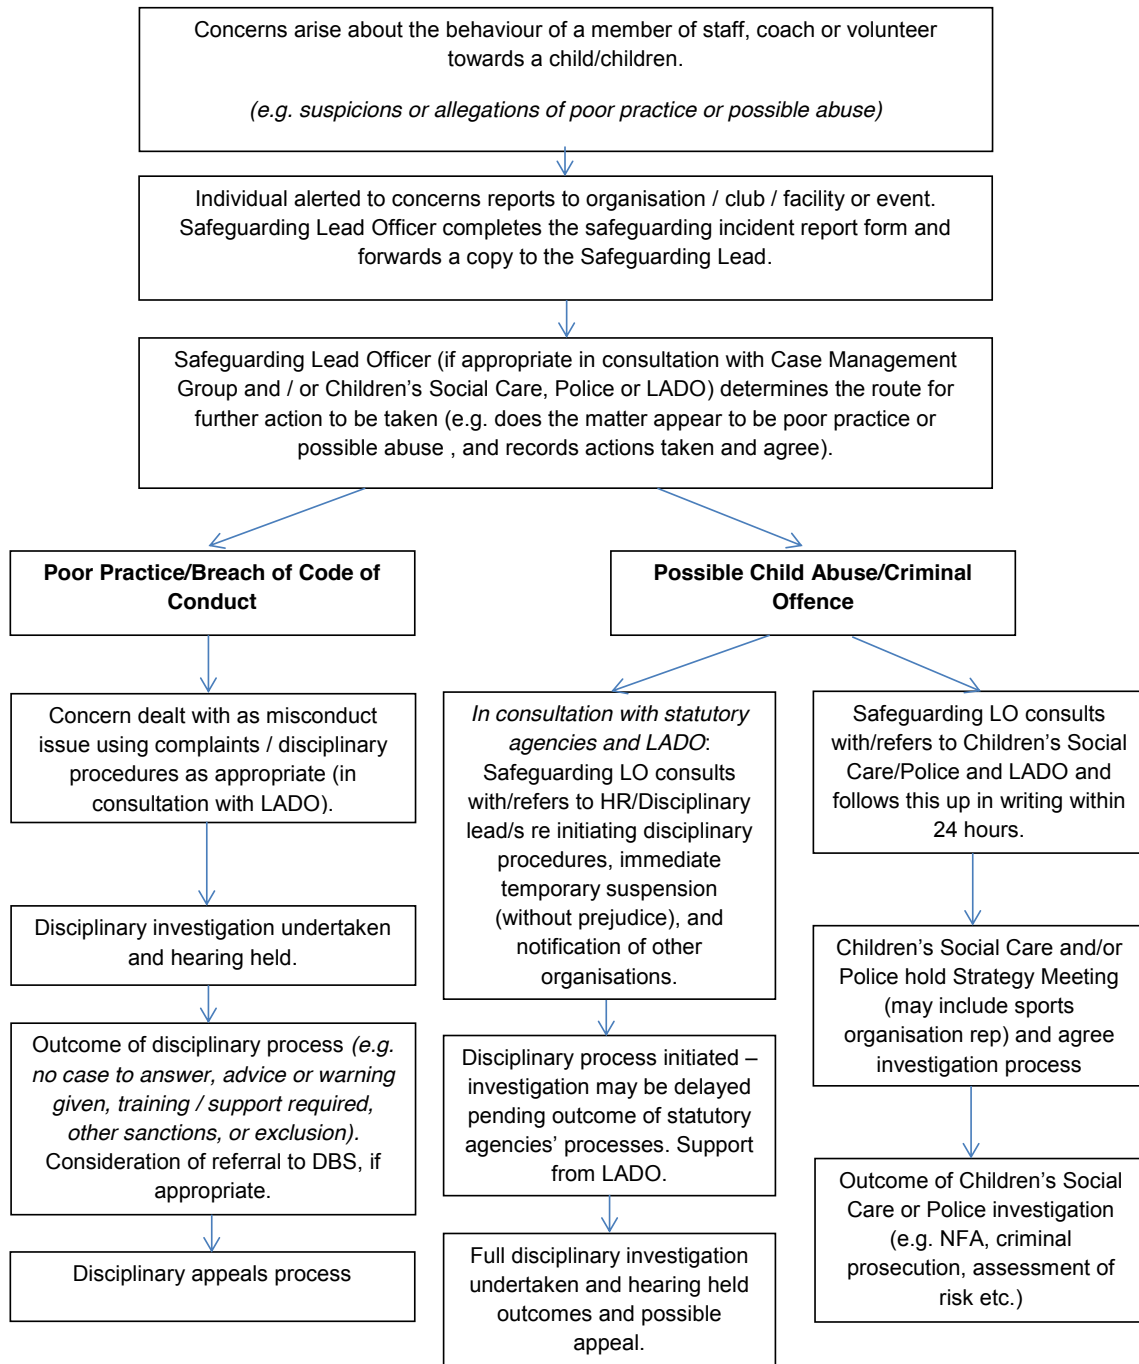 Concerns arise about the behaviour of a member of staff, coach or volunteer
towards a child/children.
(e.g. suspicions or allegations of poor practice or possible abuse)
Individual alerted to concerns reports to organisation / club / facility or event.
Safeguarding Lead Officer completes the safeguarding incident report form and
forwards a copy to the Safeguarding Lead.
Safeguarding Lead Officer (if appropriate in consultation with Case Management
Group and / or Children’s Social Care, Police or LADO) determines the route for
further action to be taken (e.g. does the matter appear to be poor practice or
possible abuse , and records actions taken and agree).
Poor Practice/Breach of Code of
Conduct
Concern dealt with as misconduct
issue using complaints / disciplinary
procedures as appropriate (in
consultation with LADO).
Disciplinary investigation undertaken
and hearing held.
Outcome of disciplinary process (e.g.
no case to answer, advice or warning
given, training / support required,
other sanctions, or exclusion).
Consideration of referral to DBS, if
appropriate.
Disciplinary appeals process
Possible Child Abuse/Criminal
Offence
In consultation with statutory
agencies and LADO:
Safeguarding LO consults
with/refers to HR/Disciplinary
lead/s re initiating disciplinary
procedures, immediate
temporary suspension
(without prejudice), and
notification of other
organisations.
Disciplinary process initiated –
investigation may be delayed
pending outcome of statutory
agencies’ processes. Support
from LADO.
Full disciplinary investigation
undertaken and hearing held
outcomes and possible
appeal.
Safeguarding LO consults
with/refers to Children’s Social
Care/Police and LADO and
follows this up in writing within
24 hours.
Children’s Social Care and/or
Police hold Strategy Meeting
(may include sports
organisation rep) and agree
investigation process
Outcome of Children’s Social
Care or Police investigation
(e.g. NFA, criminal
prosecution, assessment of
risk etc.)